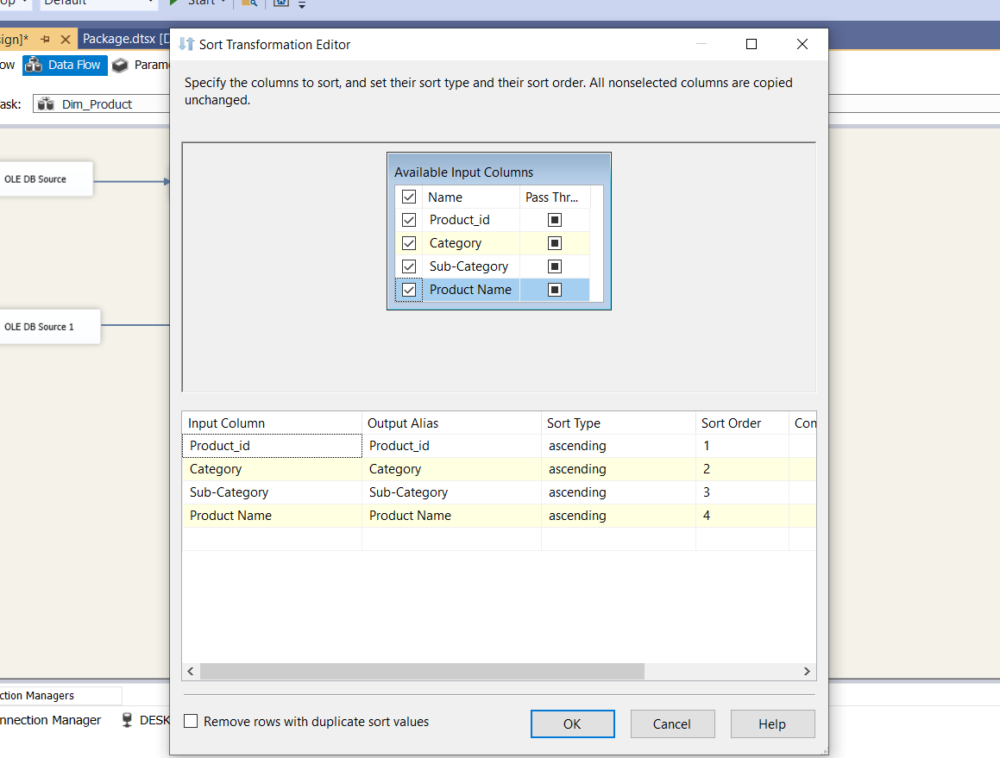 Default
Start
ign]*
Package.dtsx [D
Sort Transformation Editor
ow
Data Flow
Param
Specify the columns to sort, and set their sort type and their sort order. All nonselected columns are copied
unchanged.
ask:
Dim_Product
Available Input Columns
Name
Pass Thr...
Product_id
Category
Sub-Category
Product Name
OLE DB Source
OLE DB Source 1
Input Column
Output Alias
Sort Type
Sort Order
Con
Product_id
Product_id
ascending
1
Category
Category
ascending
2
Sub-Category
Sub-Category
ascending
3
Product Name
Product Name
ascending
4
ction Managers
nnection Manager
DESK
Remove rows with duplicate sort values
OK
Cancel
Help